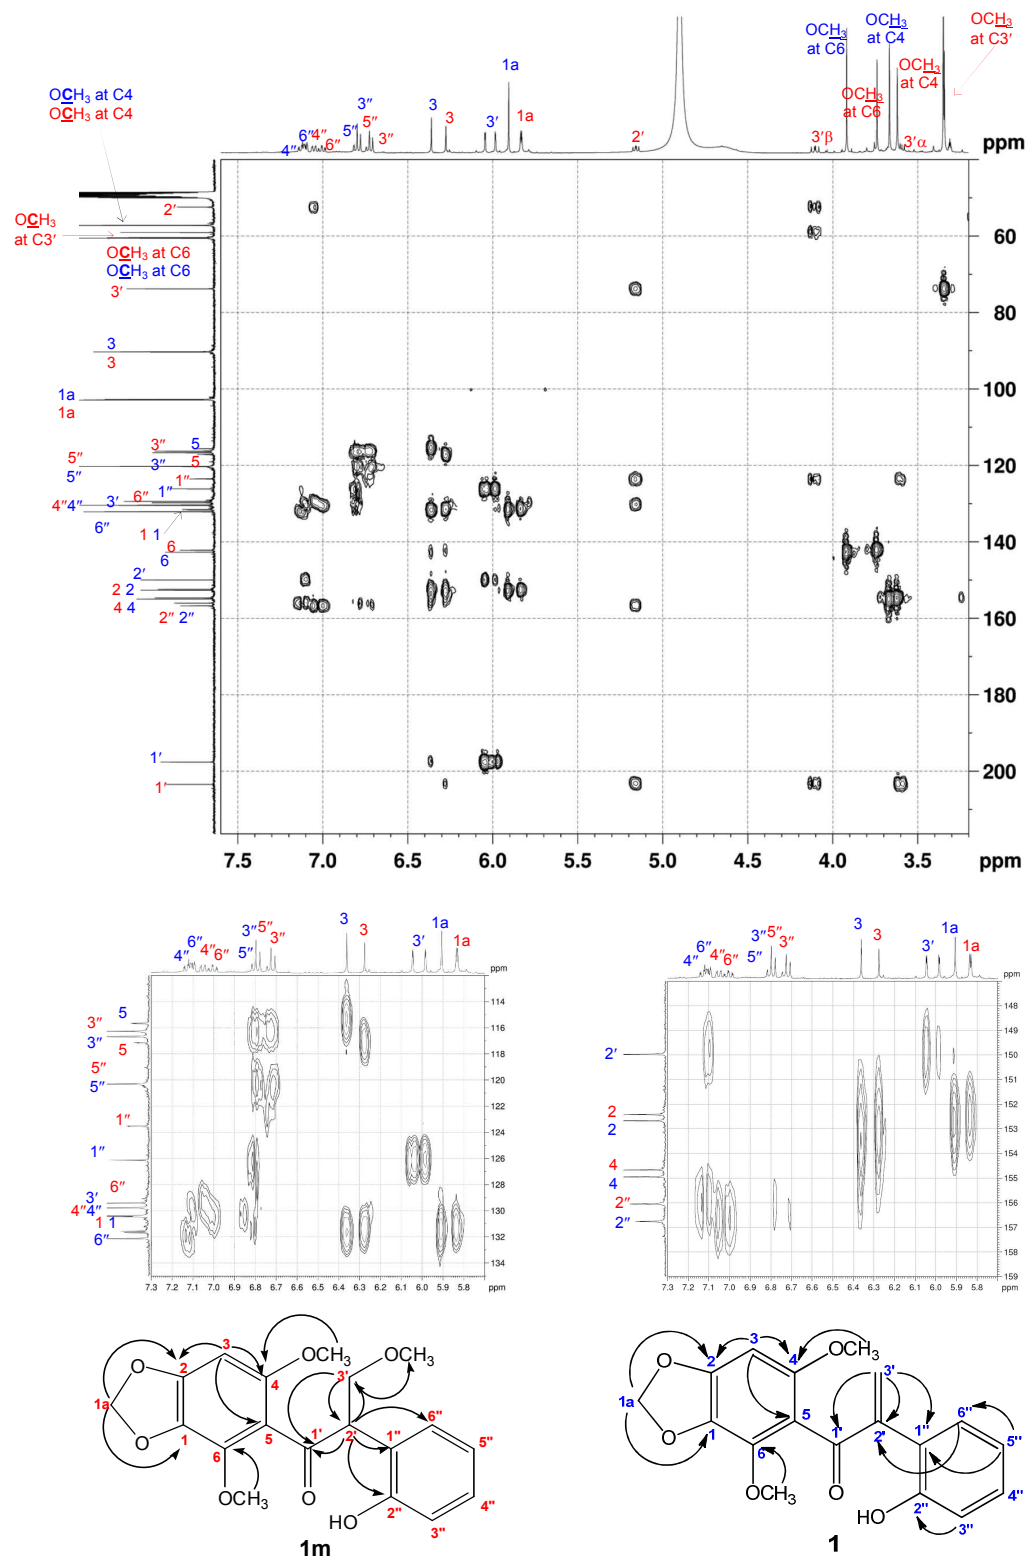 OCH3 at C6
OCH3 at C4
OCH3 at C3′
OCH3 at C6
OCH3 at C4
1a
OCH3 at C4
OCH3 at C4
4″ 6″ 4″ 6″ 5″ 3″ 5″ 3″ 3 3 3′ 1a 2′ 3′β 3′α
ppm
2′
OCH3 at C3′
OCH3 at C6
OCH3 at C6
3′
3
3
1a
1a
3″ 5
5″ 3″ 5
5″ 1″
1″
3′ 6″
4″ 4″
6″ 1 1
6
6
2′
2 2
4 4
2″ 2″
1′
1′
60
80
100
120
140
160
180
200
7.5 7.0 6.5 6.0 5.5 5.0 4.5 4.0 3.5 ppm
4″ 6″ 4″ 6″ 5″ 3″ 5″ 3″ 3 3 3′ 1a 1a
ppm
5
3″
3″ 5
5″
5″
1″
1″
6″
3′
4″ 4″
1 1
6″
114
116
118
120
122
124
126
128
130
132
134
7.3 7.2 7.1 7.0 6.9 6.8 6.7 6.6 6.5 6.4 6.3 6.2 6.1 6.0 5.9 5.8 ppm
4″ 6″ 4″ 6″ 5″ 3″ 5″ 3″ 3 3 3′ 1a 1a
ppm
2′
2
2
4
4
2″
2″
148
149
150
151
152
153
154
155
156
157
158
159
7.3 7.2 7.1 7.0 6.9 6.8 6.7 6.6 6.5 6.4 6.3 6.2 6.1 6.0 5.9 5.8 ppm
3
OCH3 OCH3
2 4 3'
O
1a 6''
O 1 5 1' 2' 1'' 5''
6
OCH3 O 2'' 4''
HO 3''
1m
3
OCH3
2 4 3'
O
1a 6''
O 1 5 1' 2' 1'' 5''
6
OCH3 O 2'' 4''
HO 3''
1